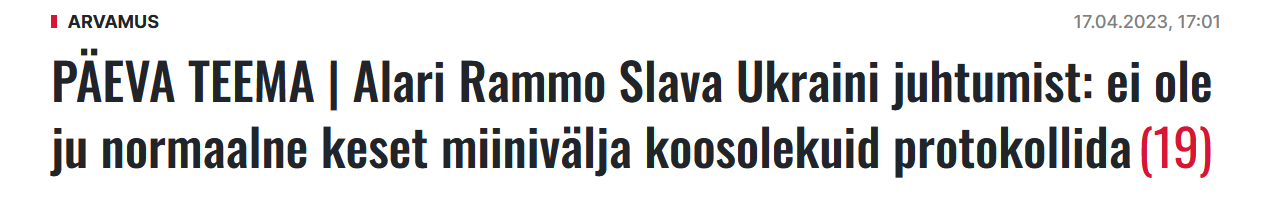 ARVAMUS
17.04.2023, 17:01
PÄEVA TEEMA | Alari Rammo Slava Ukraini juhtumist: ei ole
ju normaalne keset miinivälja koosolekuid protokollida (19)